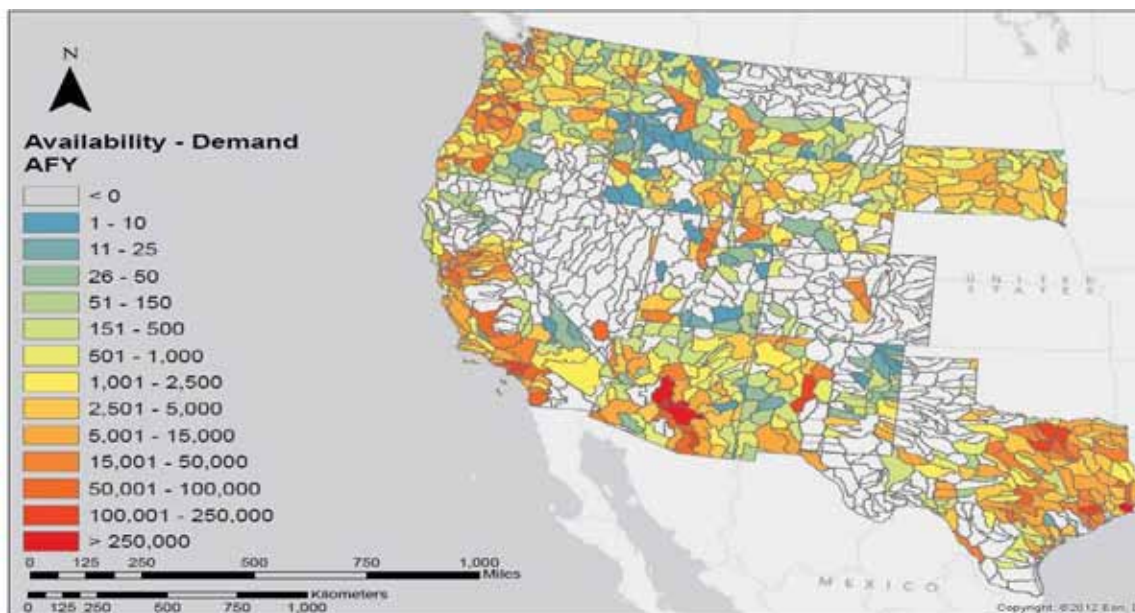 N
Availability - Demand
AFY
< 0
1 - 10
11 - 25
26 - 50
51 - 150
151 - 500
501 - 1,000
1,001 - 2,500
2,501 - 5,000
5,001 - 15,000
15,001 - 50,000
50,001 - 100,000
100,001 - 250,000
> 250,000
0 125 250 500 750 1,000
Miles
Kilometers
0 125 250 500 750 1,000
UNITED
STATES
MEXICO
Copyright: ©2012 Esri